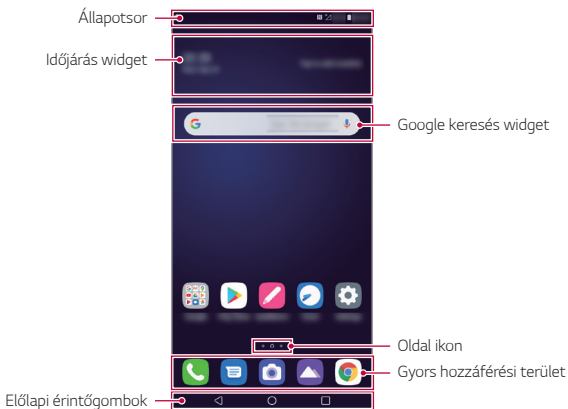 Állapotsor
Időjárás widget
Google keresés widget
Oldal ikon
Gyors hozzáférési terület
Előlapi érintőgombok